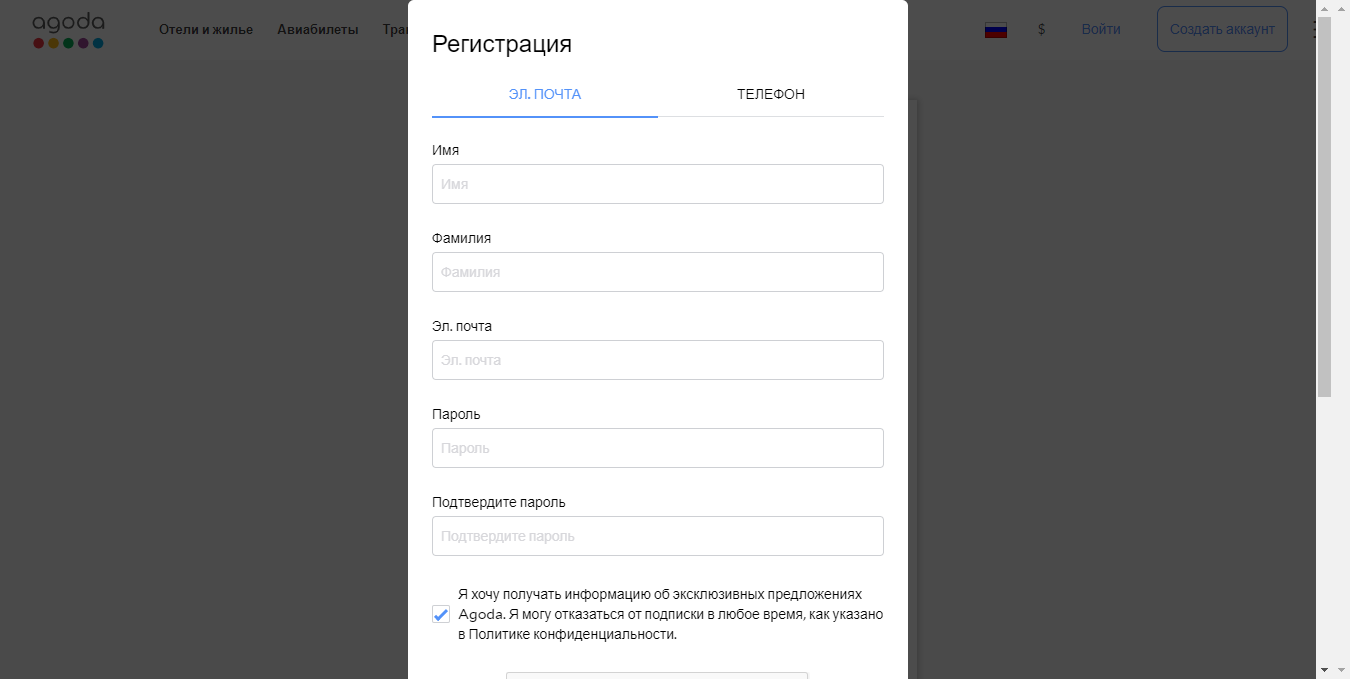 agoda
Отели и жилье Авиабилеты
$ Войти Создать аккаунт
Регистрация
ЭЛ. ПОЧТА ТЕЛЕФОН
Имя
Имя
Фамилия
Фамилия
Эл. почта
Эл. почта
Пароль
Пароль
Подтвердите пароль
Подтвердите пароль
Я хочу получать информацию об эксклюзивных предложениях
Agoda. Я могу отказаться от подписки в любое время, как указано
в Политике конфиденциальности.